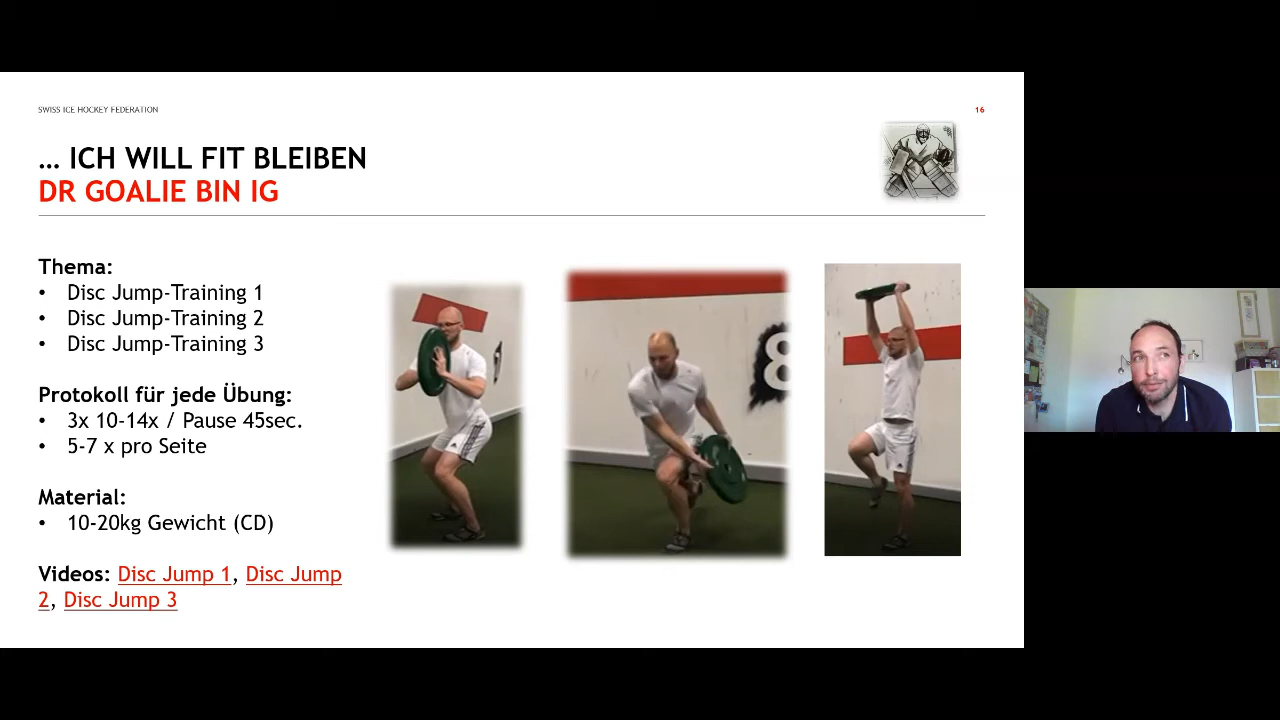 SWISS ICE HOCKEY FEDERATION
16
... ICH WILL FIT BLEIBEN
DR GOALIE BIN IG
Thema:
• Disc Jump-Training 1
• Disc Jump-Training 2
• Disc Jump-Training 3
Protokoll für jede Übung:
• 3x 10-14x / Pause 45sec.
• 5-7 x pro Seite
Material:
• 10-20kg Gewicht (CD)
Videos: Disc Jump 1, Disc Jump
2, Disc Jump 3
8